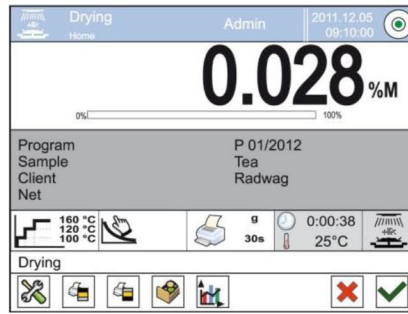 Drying
Admin
2011.12.05
Home
09:10:00
0.028 %M
0% 100%
Program P 01/2012
Sample Tea
Client Radwag
Net
160 °C
120 °C
100 °C
g
30s
0:00:38
25°C
Drying